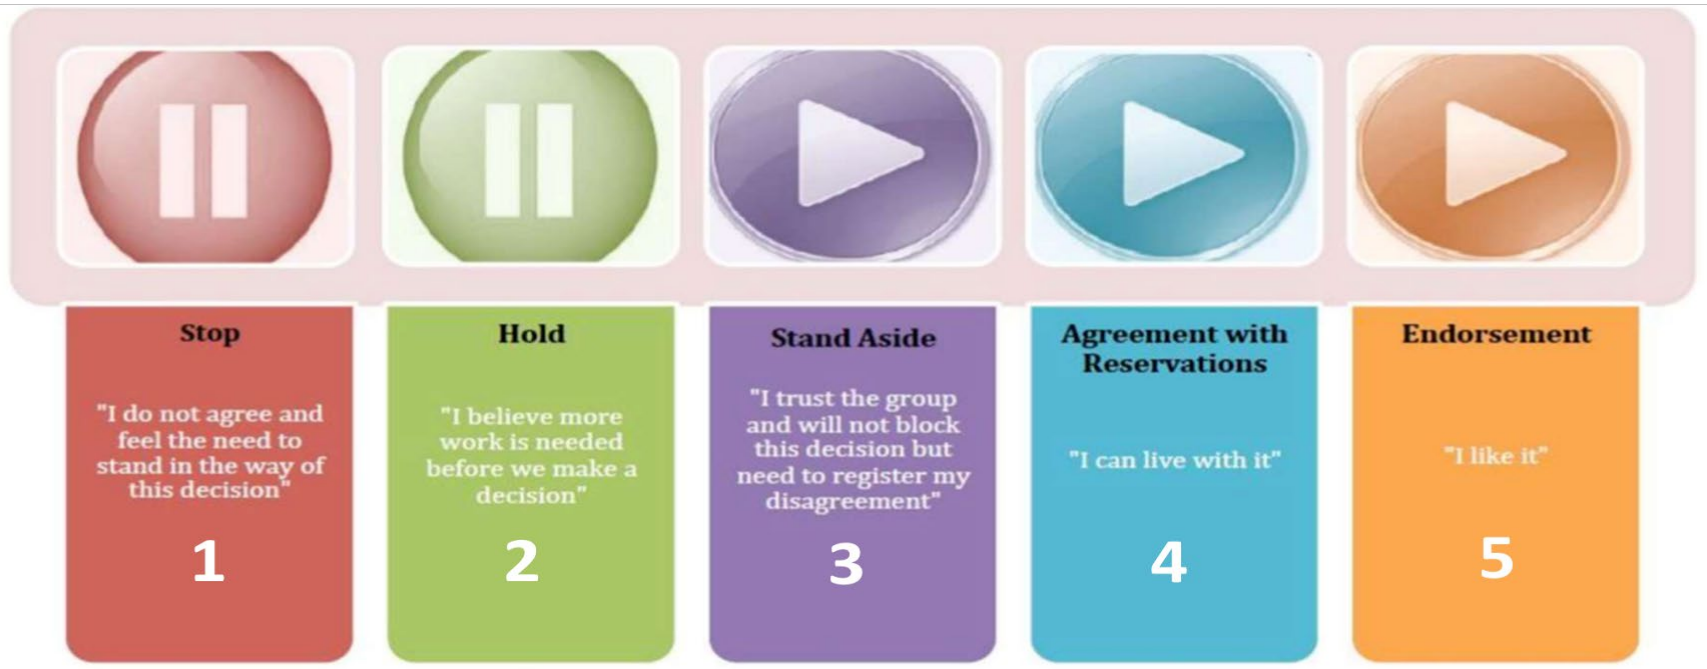 Stop
"I do not agree and
feel the need to
stand in the way of
this decision"
1
Hold
"I believe more
work is needed
before we make a
decision"
2
Stand Aside
"I trust the group
and will not block
this decision but
need to register my
disagreement"
3
Agreement with
Reservations
"I can live with it"
4
Endorsement
"I like it"
5